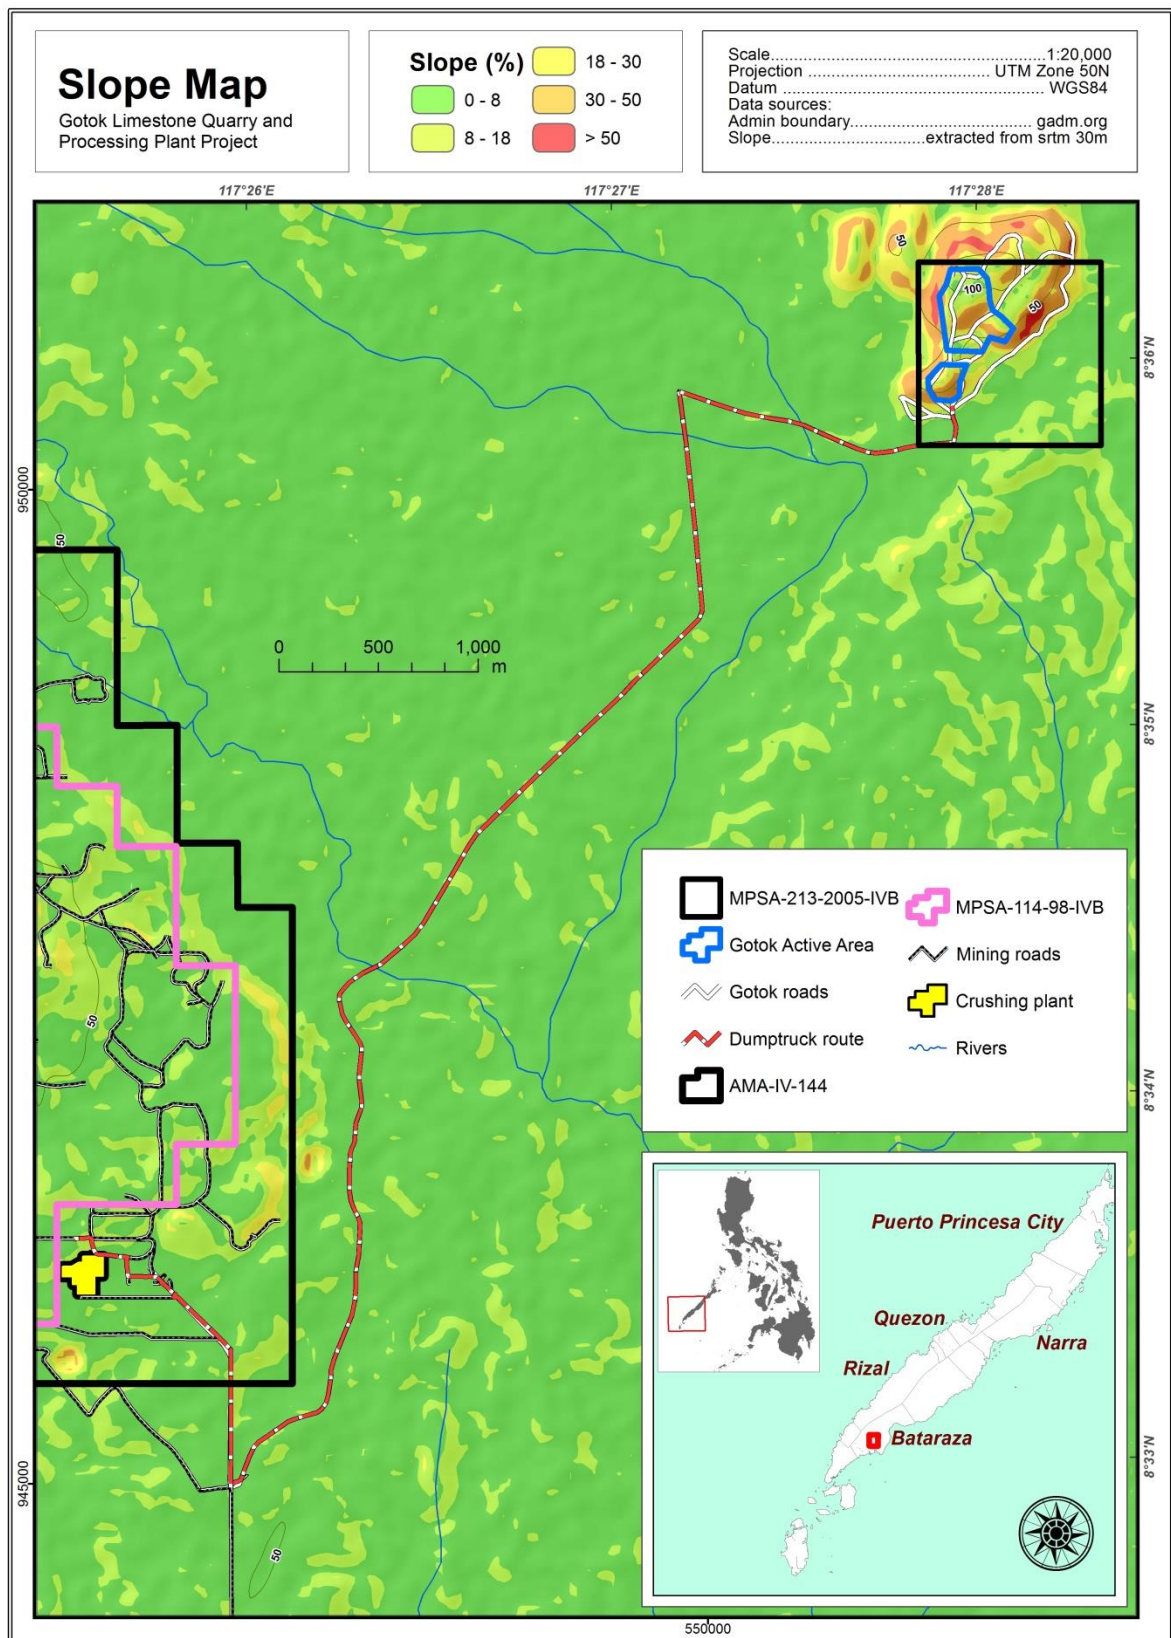 Slope Map
Gotok Limestone Quarry and
Processing Plant Project
Slope (%)
0 - 8
8 - 18
18 - 30
30 - 50
> 50
Scale..................................................1:20,000
Projection ................................ UTM Zone 50N
Datum ............................................... WGS84
Data sources:
Admin boundary................................ gadm.org
Slope...........................extracted from srtm 30m
117°26'E
117°27'E
117°28'E
50
100
50
8°36'N
950000
50
0
500
1,000
m
8°35'N
50
MPSA-213-2005-IVB
MPSA-114-98-IVB
Gotok Active Area
Mining roads
Gotok roads
Crushing plant
Dumptruck route
Rivers
AMA-IV-144
8°34'N
Puerto Princesa City
Quezon
Narra
Rizal
Bataraza
8°33'N
945000
50
550000